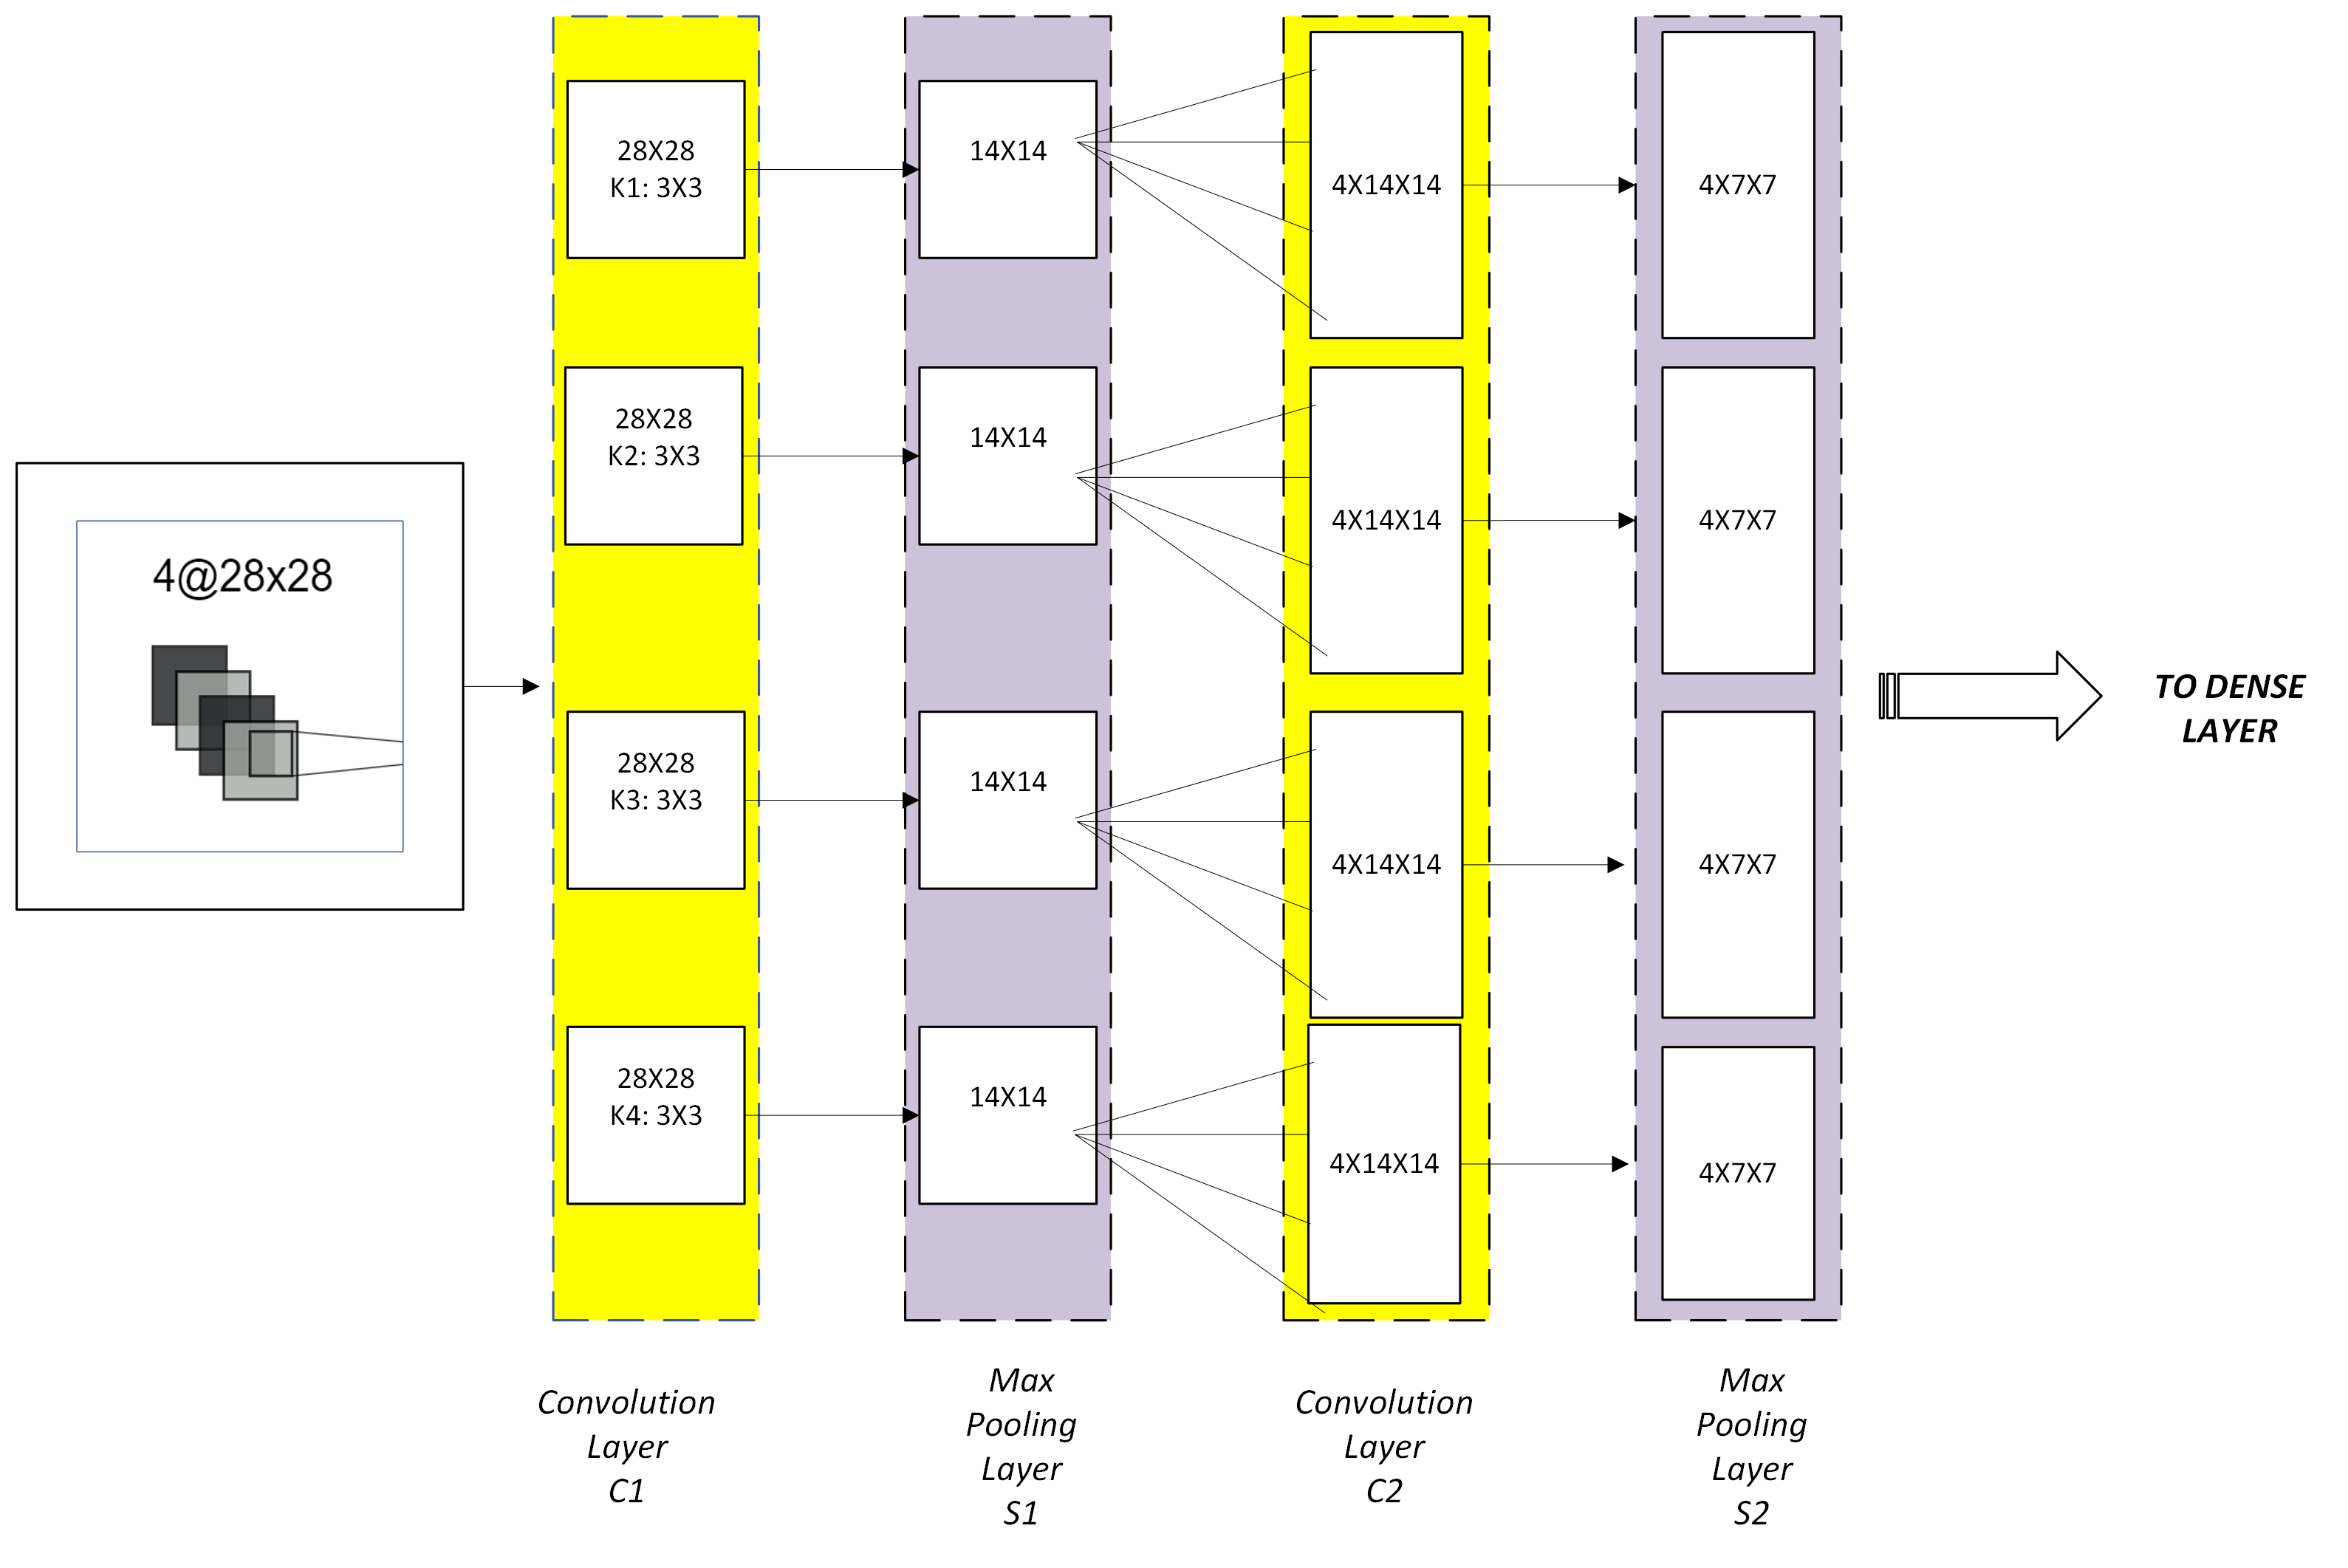 4@28x28
28X28
K1: 3X3
28X28
K2: 3X3
28X28
K3: 3X3
28X28
K4: 3X3
14X14
14X14
14X14
14X14
4X14X14
4X14X14
4X14X14
4X14X14
4X7X7
4X7X7
4X7X7
4X7X7
TO DENSE
LAYER
Convolution
Layer
C1
Max
Pooling
Layer
S1
Convolution
Layer
C2
Max
Pooling
Layer
S2